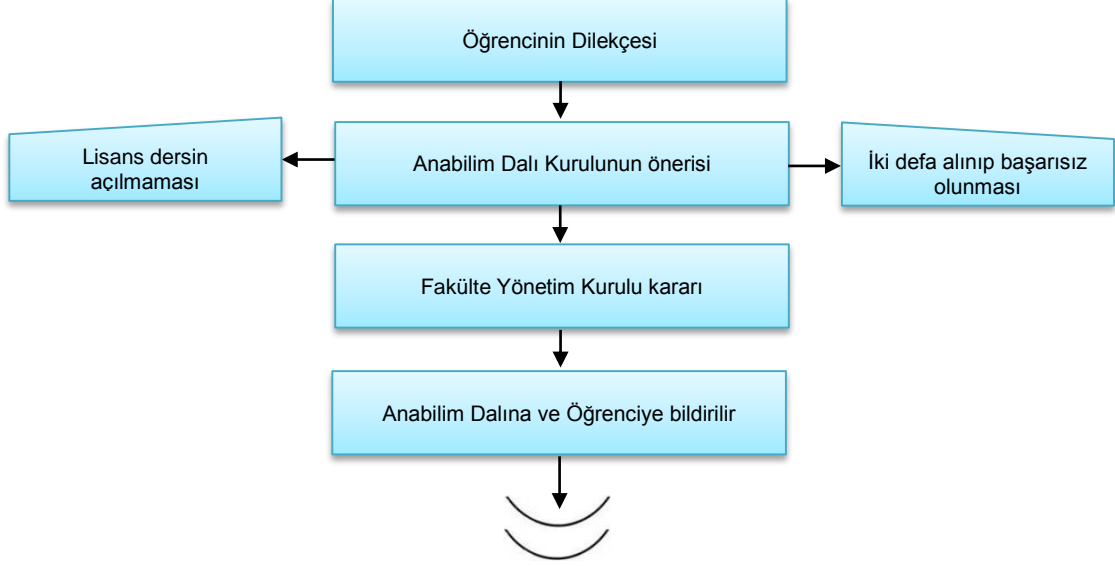 Öğrencinin Dilekçesi
Lisans dersin
açılmaması
Anabilim Dalı Kurulunun önerisi
İki defa alınıp başarısız
olunması
Fakülte Yönetim Kurulu kararı
Anabilim Dalına ve Öğrenciye bildirilir